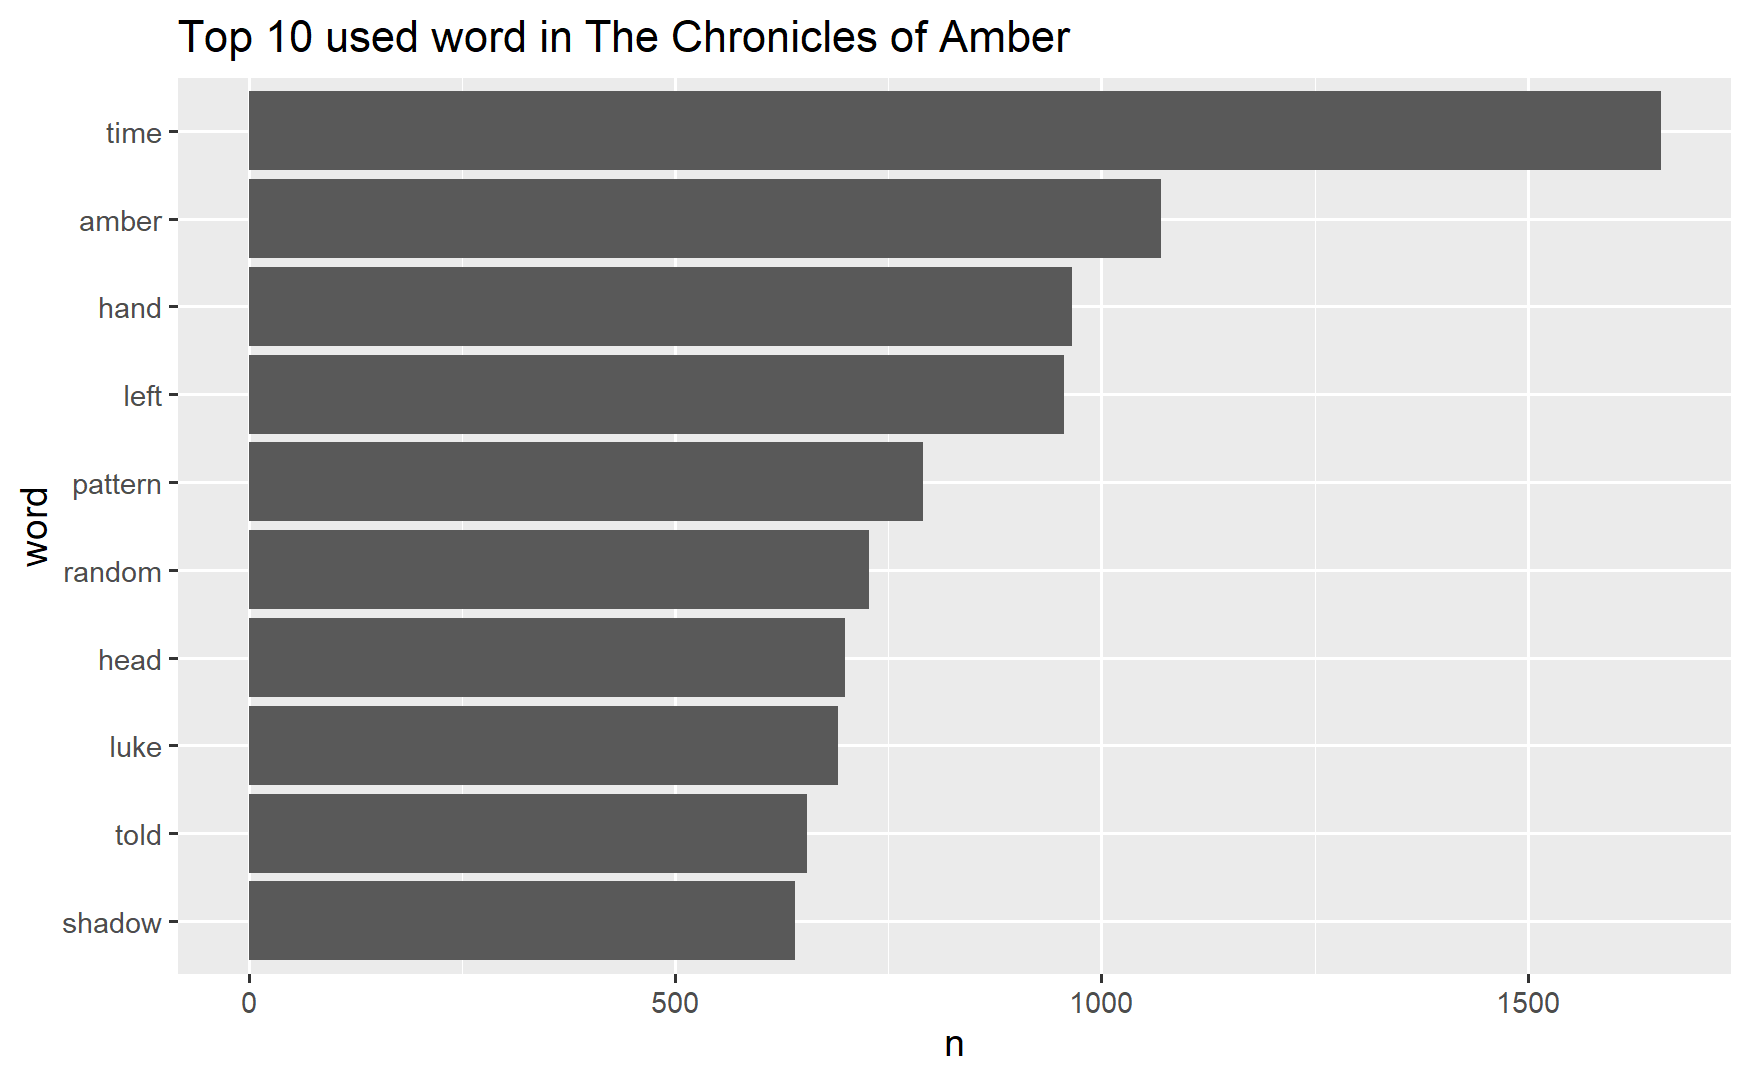 Top 10 used word in The Chronicles of Amber
time
amber
hand
left
pattern
random
head
luke
told
shadow
word
0 500 1000 1500
n